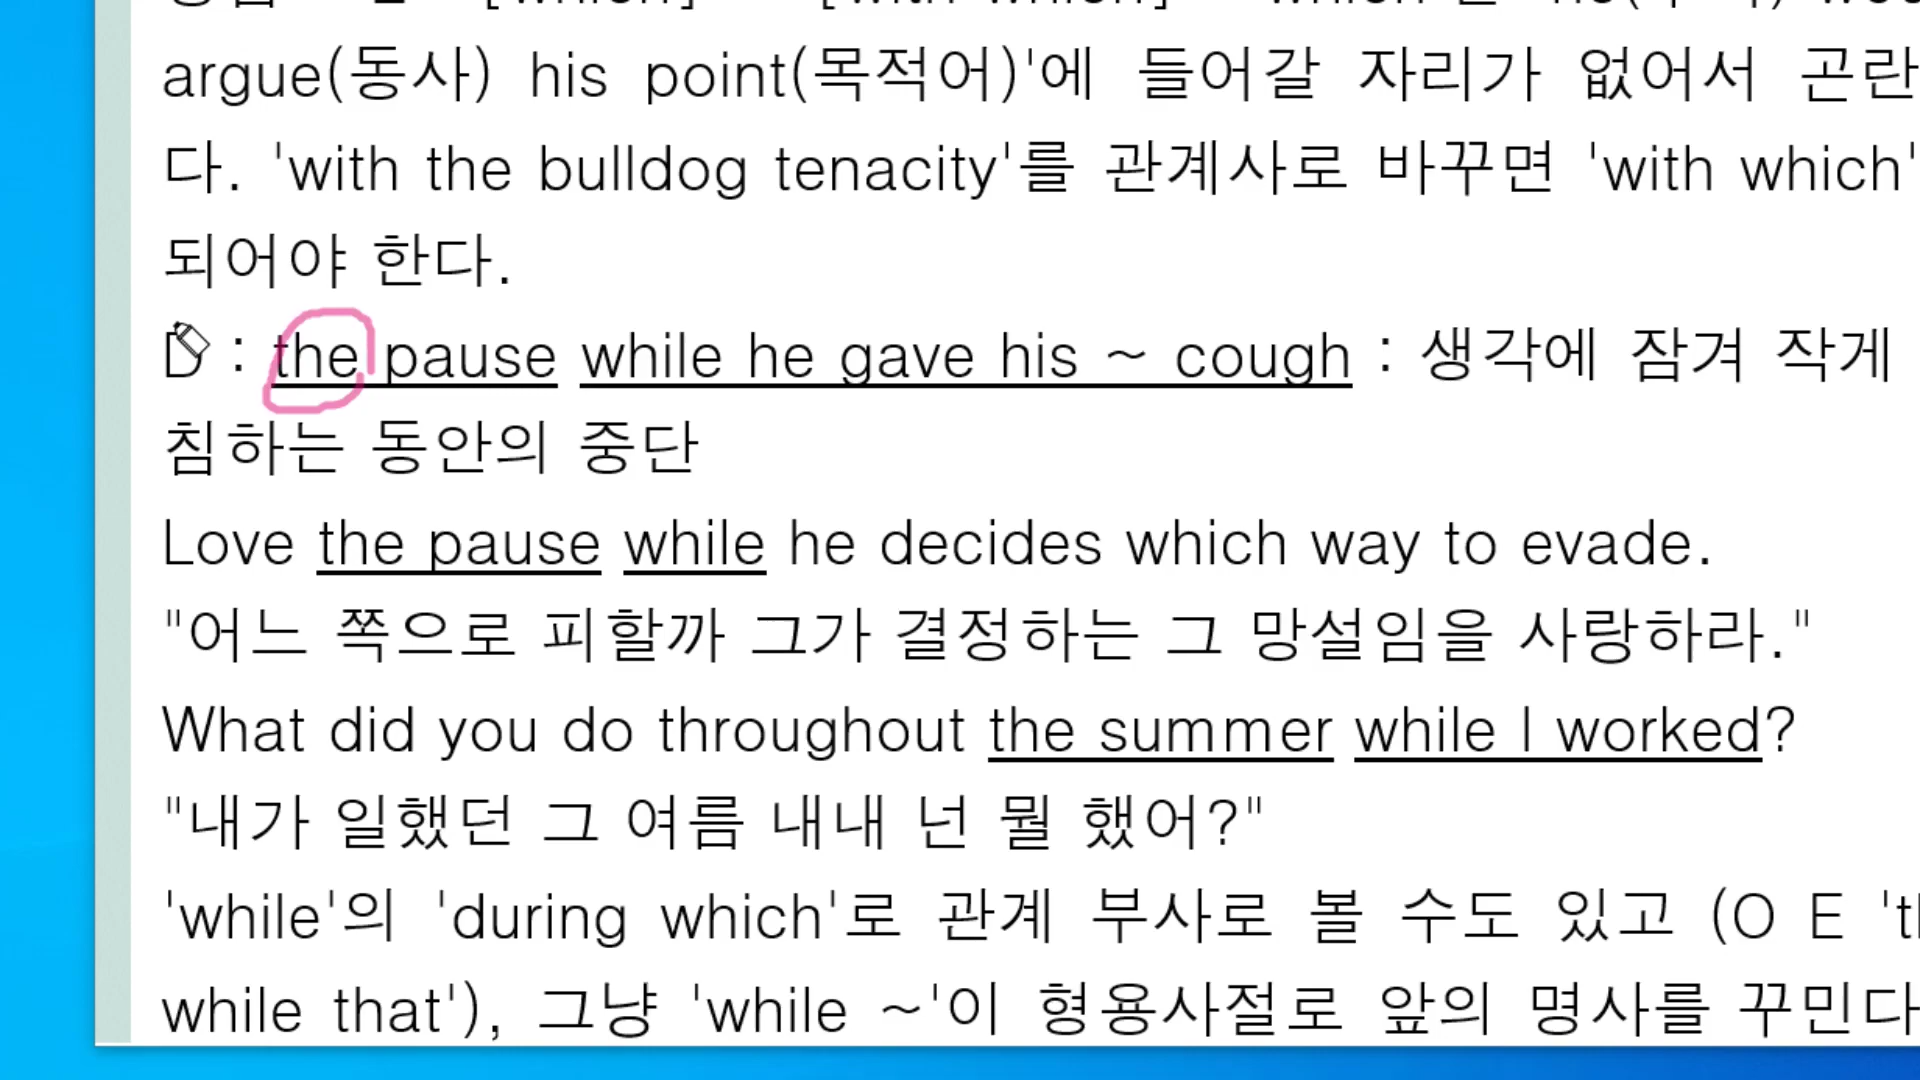 argue(동사) his point(목적어)'에 들어갈 자리가 없어서 곤란
다. 'with the bulldog tenacity'를 관계사로 바꾸면 'with which'
되어야 한다.
: the pause while he gave his ~ cough : 생각에 잠겨 작게
침하는 동안의 중단
Love the pause while he decides which way to evade.
"어느 쪽으로 피할까 그가 결정하는 그 망설임을 사랑하라."
What did you do throughout the summer while I worked?
"내가 일했던 그 여름 내내 넌 뭘 했어?"
'while'의 'during which'로 관계 부사로 볼 수도 있고 (O E
while that'), 그냥 'while ~'이 형용사절로 앞의 명사를 꾸민다